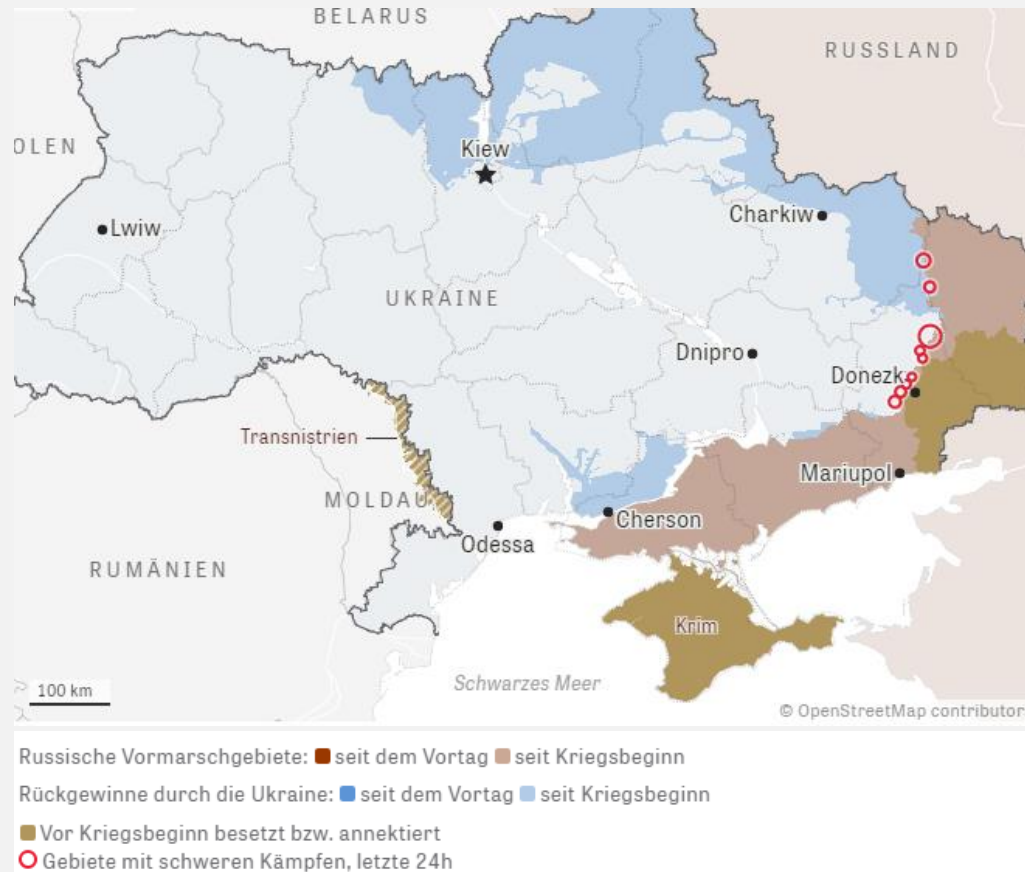 BELARUS
RUSSLAND
OLEN
Kiew
Lwiw
Charkiw
UKRAINE
Dnipro
Donezk
Transnistrien
Mariupol
MOLDAU
Cherson
Odessa
RUMÄNIEN
Krim
Schwarzes Meer
100 km
© OpenStreetMap contributor
Russische Vormarschgebiete: seit dem Vortag seit Kriegsbeginn
Rückgewinne durch die Ukraine: seit dem Vortag seit Kriegsbeginn
Vor Kriegsbeginn besetzt bzw. annektiert
Gebiete mit schweren Kämpfen, letzte 24h